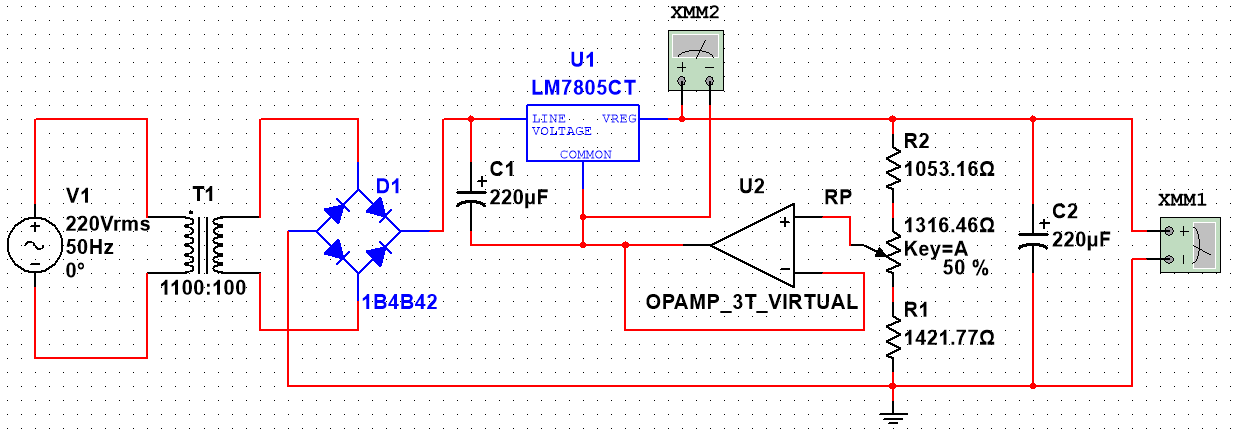 XMM2
U1
LM7805CT
LINE VREG
VOLTAGE
COMMON
V1
220Vrms
50Hz
0°
T1
1100:100
D1
1B4B42
C1
220µF
U2
OPAMP_3T_VIRTUAL
RP
R2
1053.16Ω
1316.46Ω
Key=A
50 %
R1
1421.77Ω
C2
220µF
XMM1